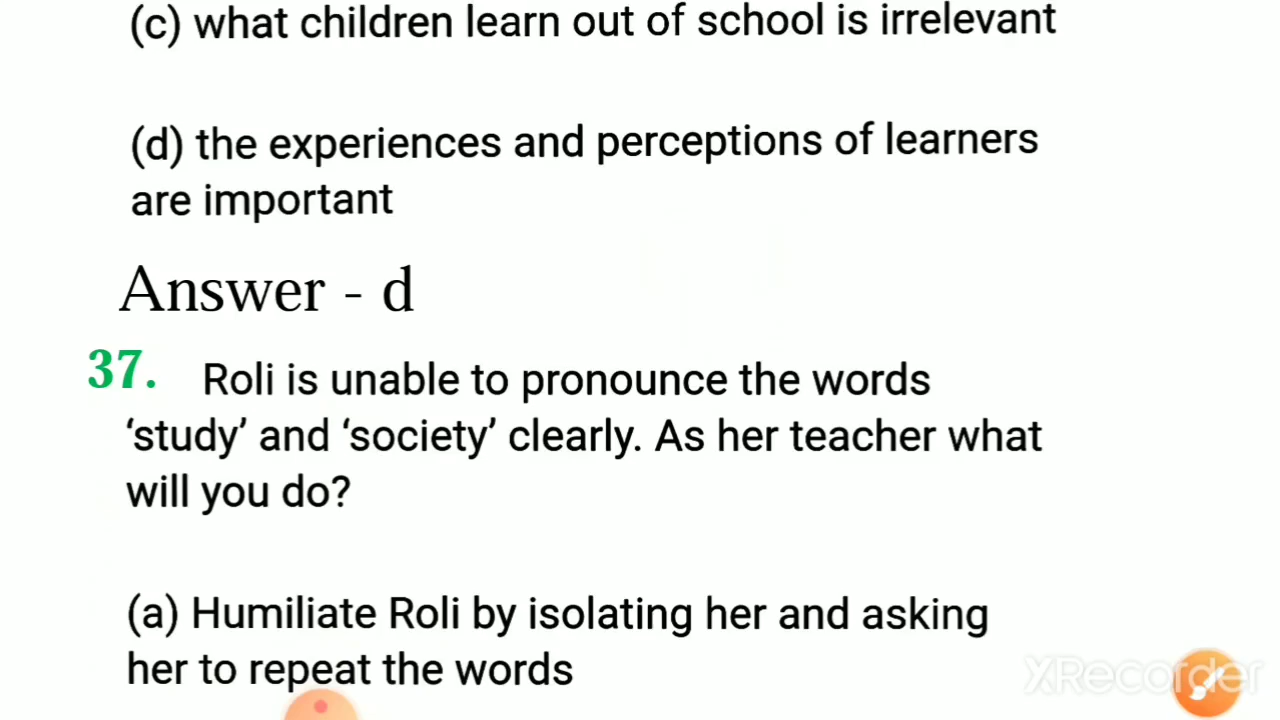 (c) what children learn out of school is irrelevant
(d) the experiences and perceptions of learners
are important
Answer - d
37. Roli is unable to pronounce the words
‘study’ and ‘society’ clearly. As her teacher what
will you do?
(a) Humiliate Roli by isolating her and asking
her to repeat the words
XRecorder